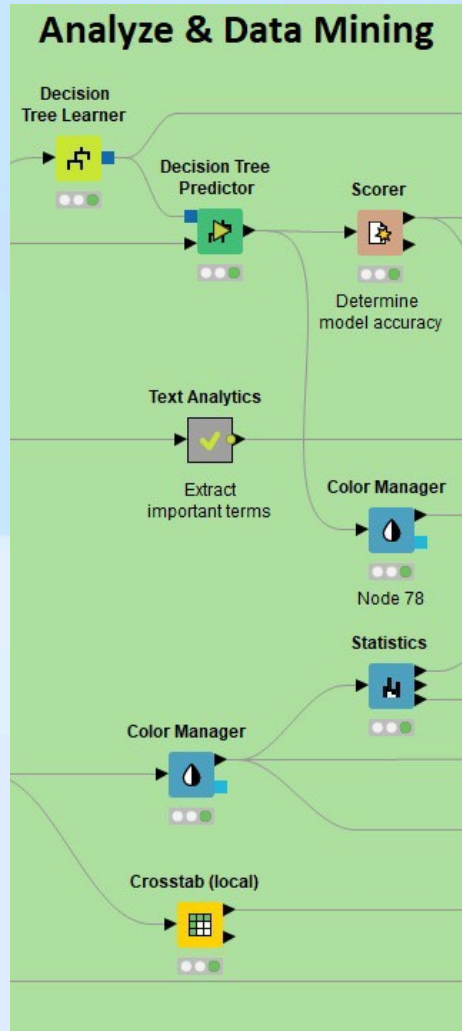 Analyze & Data Mining
Decision
Tree Learner
Decision Tree
Predictor
Scorer
Determine
model accuracy
Text Analytics
Extract
important terms
Color Manager
Node 78
Statistics
Color Manager
Crosstab (local)